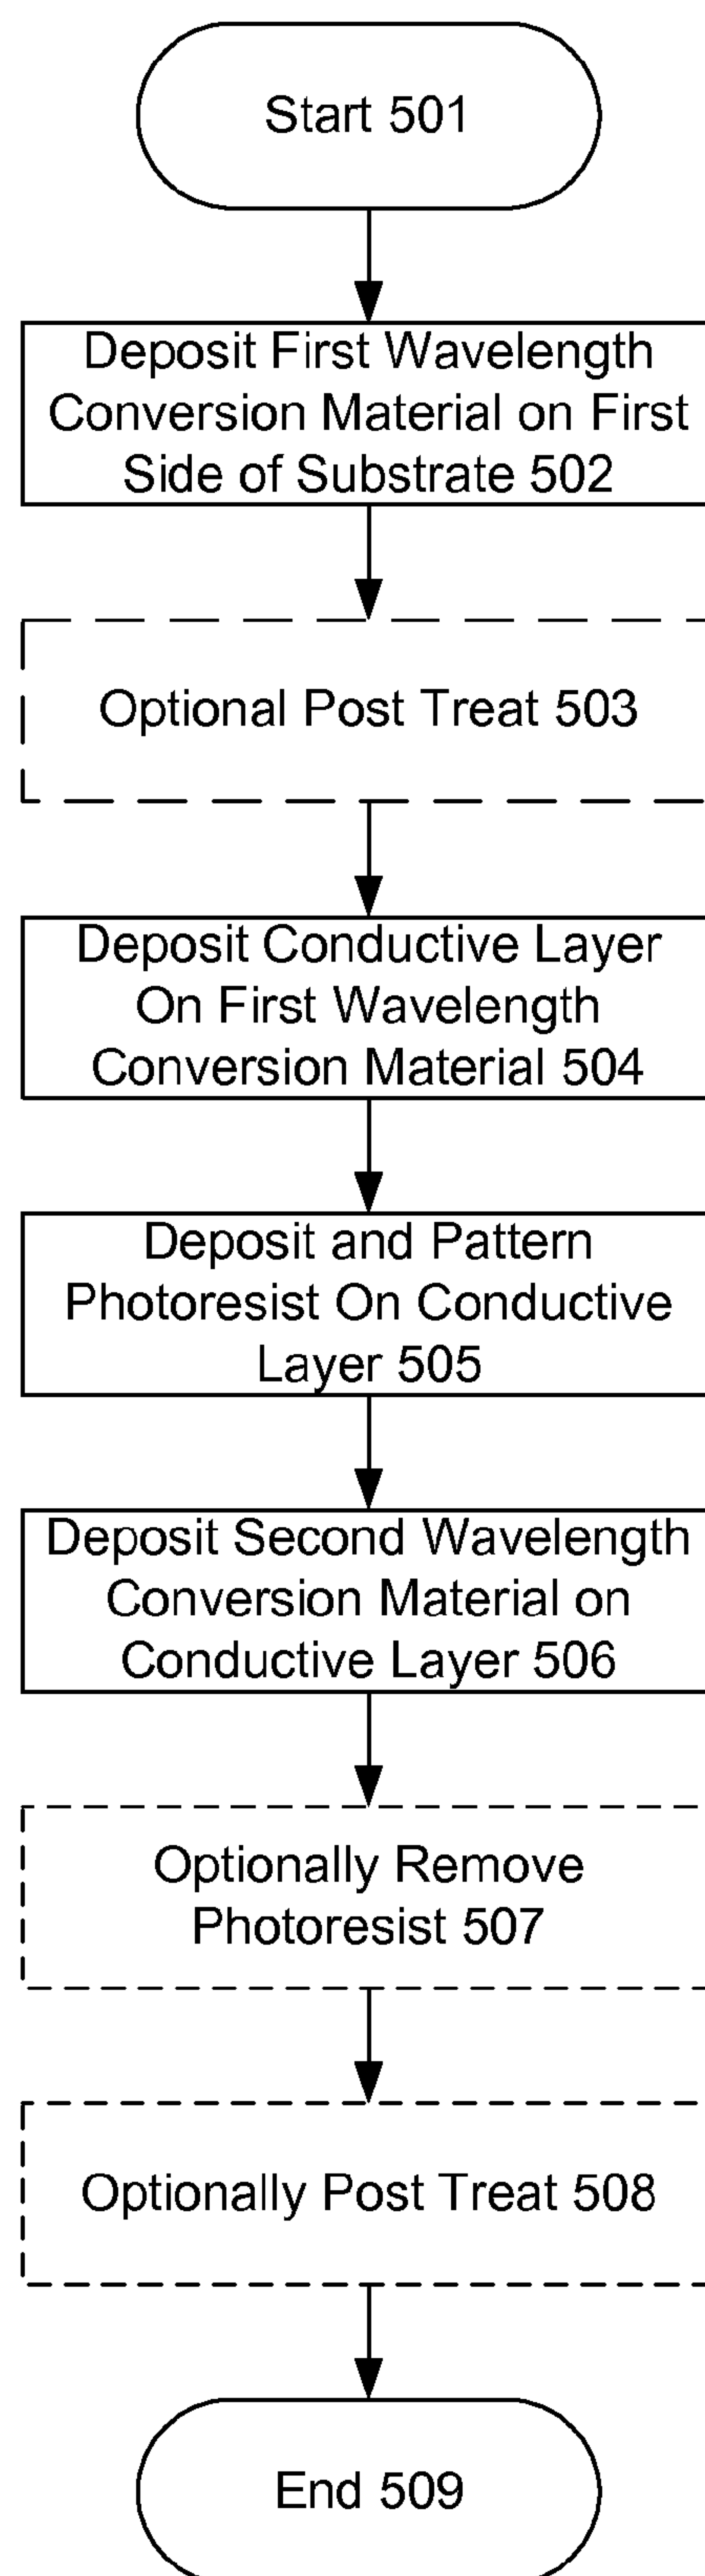 Start 501
Deposit First Wavelength
Conversion Material on First
Side of Substrate 502
Optional Post Treat 503
Deposit Conductive Layer
On First Wavelength
Conversion Material 504
Deposit and Pattern
Photoresist On Conductive
Layer 505
Deposit Second Wavelength
Conversion Material on
Conductive Layer 506
Optionally Remove
Photoresist 507
Optionally Post Treat 508
End 509